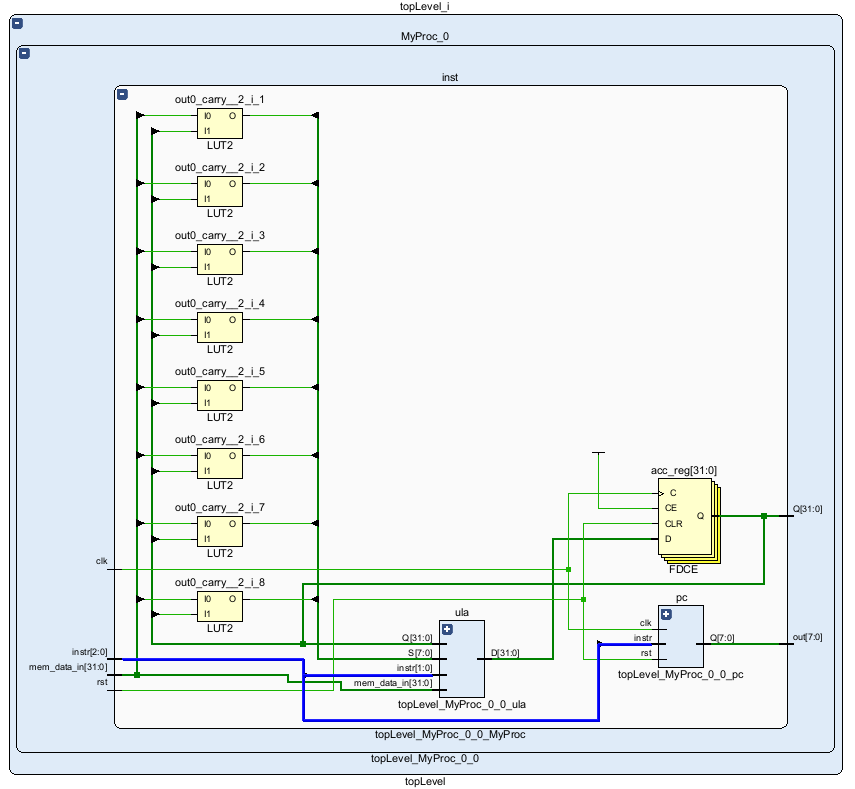 topLevel_i
MyProc_0
inst
out0_carry__2_i_1
I0 O
I1
LUT2
out0_carry__2_i_2
I0 O
I1
LUT2
out0_carry__2_i_3
I0 O
I1
LUT2
out0_carry__2_i_4
I0 O
I1
LUT2
out0_carry__2_i_5
I0 O
I1
LUT2
out0_carry__2_i_6
I0 O
I1
LUT2
out0_carry__2_i_7
I0 O
I1
LUT2
out0_carry__2_i_8
I0 O
I1
LUT2
acc_reg[31:0]
C
CE
CLR
D
Q
FDCE
Q[31:0]
clk
instr[2:0]
mem_data_in[31:0]
rst
ula
Q[31:0]
S[7:0]
instr[1:0]
mem_data_in[31:0]
D[31:0]
topLevel_MyProc_0_0_ula
pc
clk
instr
rst
Q[7:0]
topLevel_MyProc_0_0_pc
out[7:0]
topLevel_MyProc_0_0_MyProc
topLevel_MyProc_0_0
topLevel